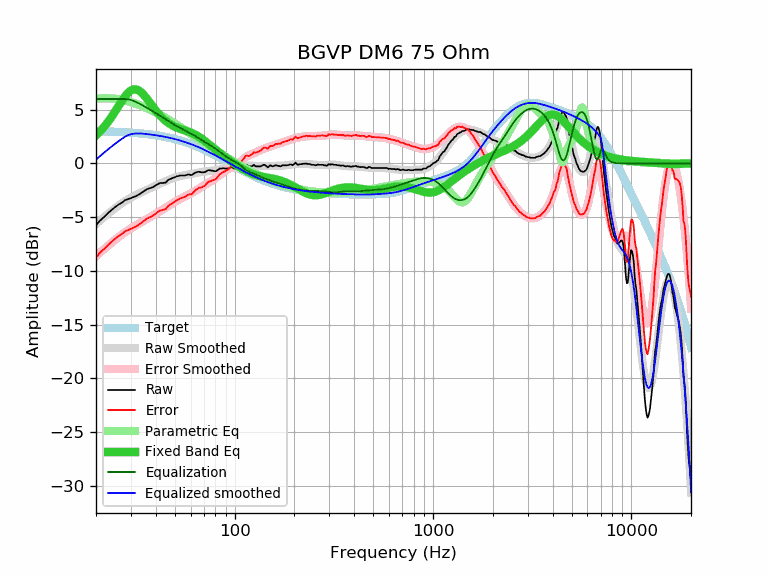 BGVP DM6 75 Ohm
Amplitude (dBr)
5
0
−5
−10
−15
−20
−25
−30
Target
Raw Smoothed
Error Smoothed
Raw
Error
Parametric Eq
Fixed Band Eq
Equalization
Equalized smoothed
100 1000 10000
Frequency (Hz)